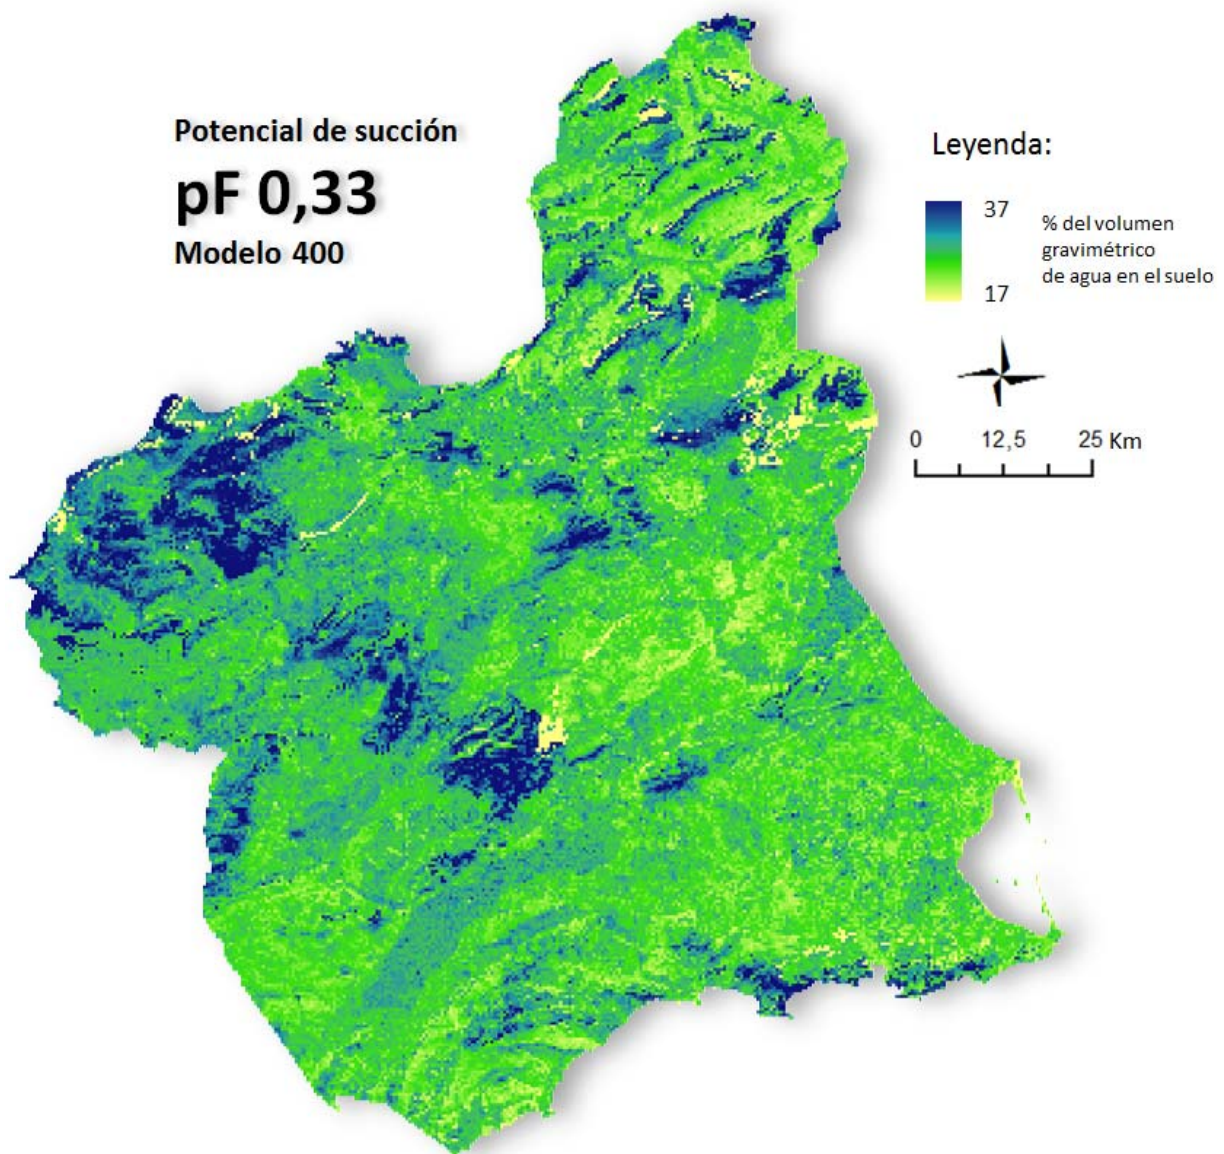 Potencial de succión
pF 0,33
Modelo 400
Leyenda:
37
% del volumen
gravimétrico
de agua en el suelo
17
0 12,5 25 Km